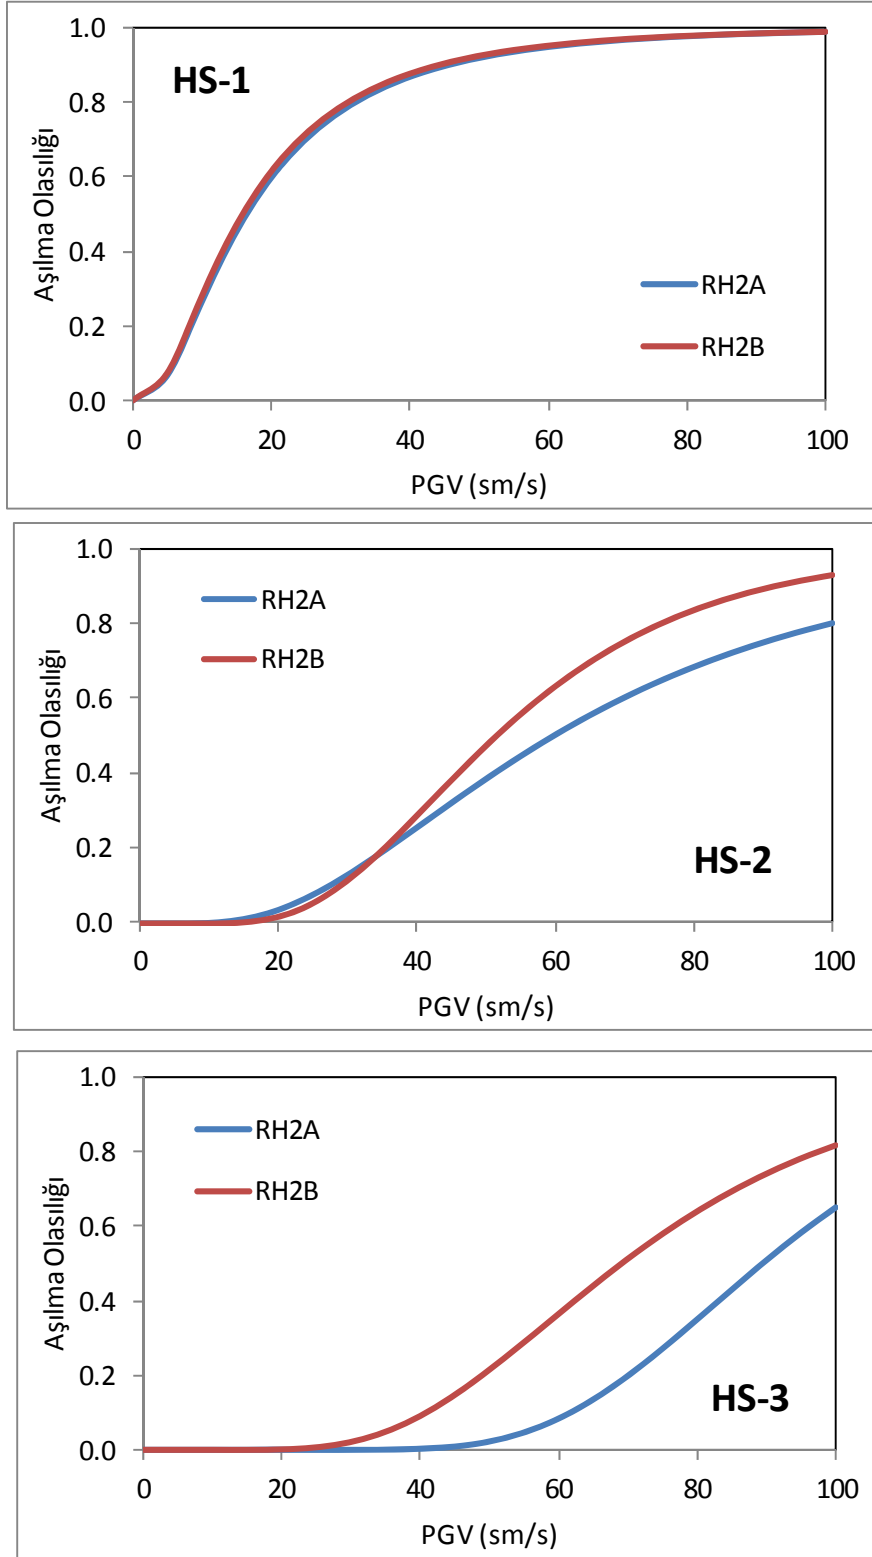 1.0
0.8
0.6
0.4
0.2
0.0
Aşılma Olasılığı
HS-1
RH2A
RH2B
0 20 40 60 80 100
PGV (sm/s)
1.0
0.8
0.6
0.4
0.2
0.0
Aşılma Olasılığı
RH2A
RH2B
HS-2
0 20 40 60 80 100
PGV (sm/s)
1.0
0.8
0.6
0.4
0.2
0.0
Aşılma Olasılığı
RH2A
RH2B
HS-3
0 20 40 60 80 100
PGV (sm/s)